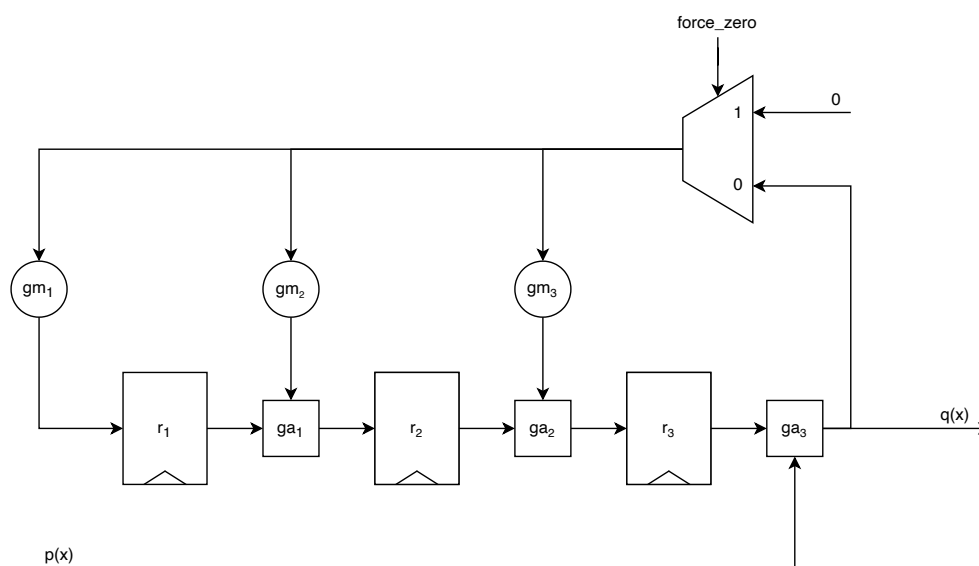 force_zero
0
1
0
gm₁
gm₂
gm₃
r₁
ga₁
r₂
ga₂
r₃
ga₃
q(x)
p(x)